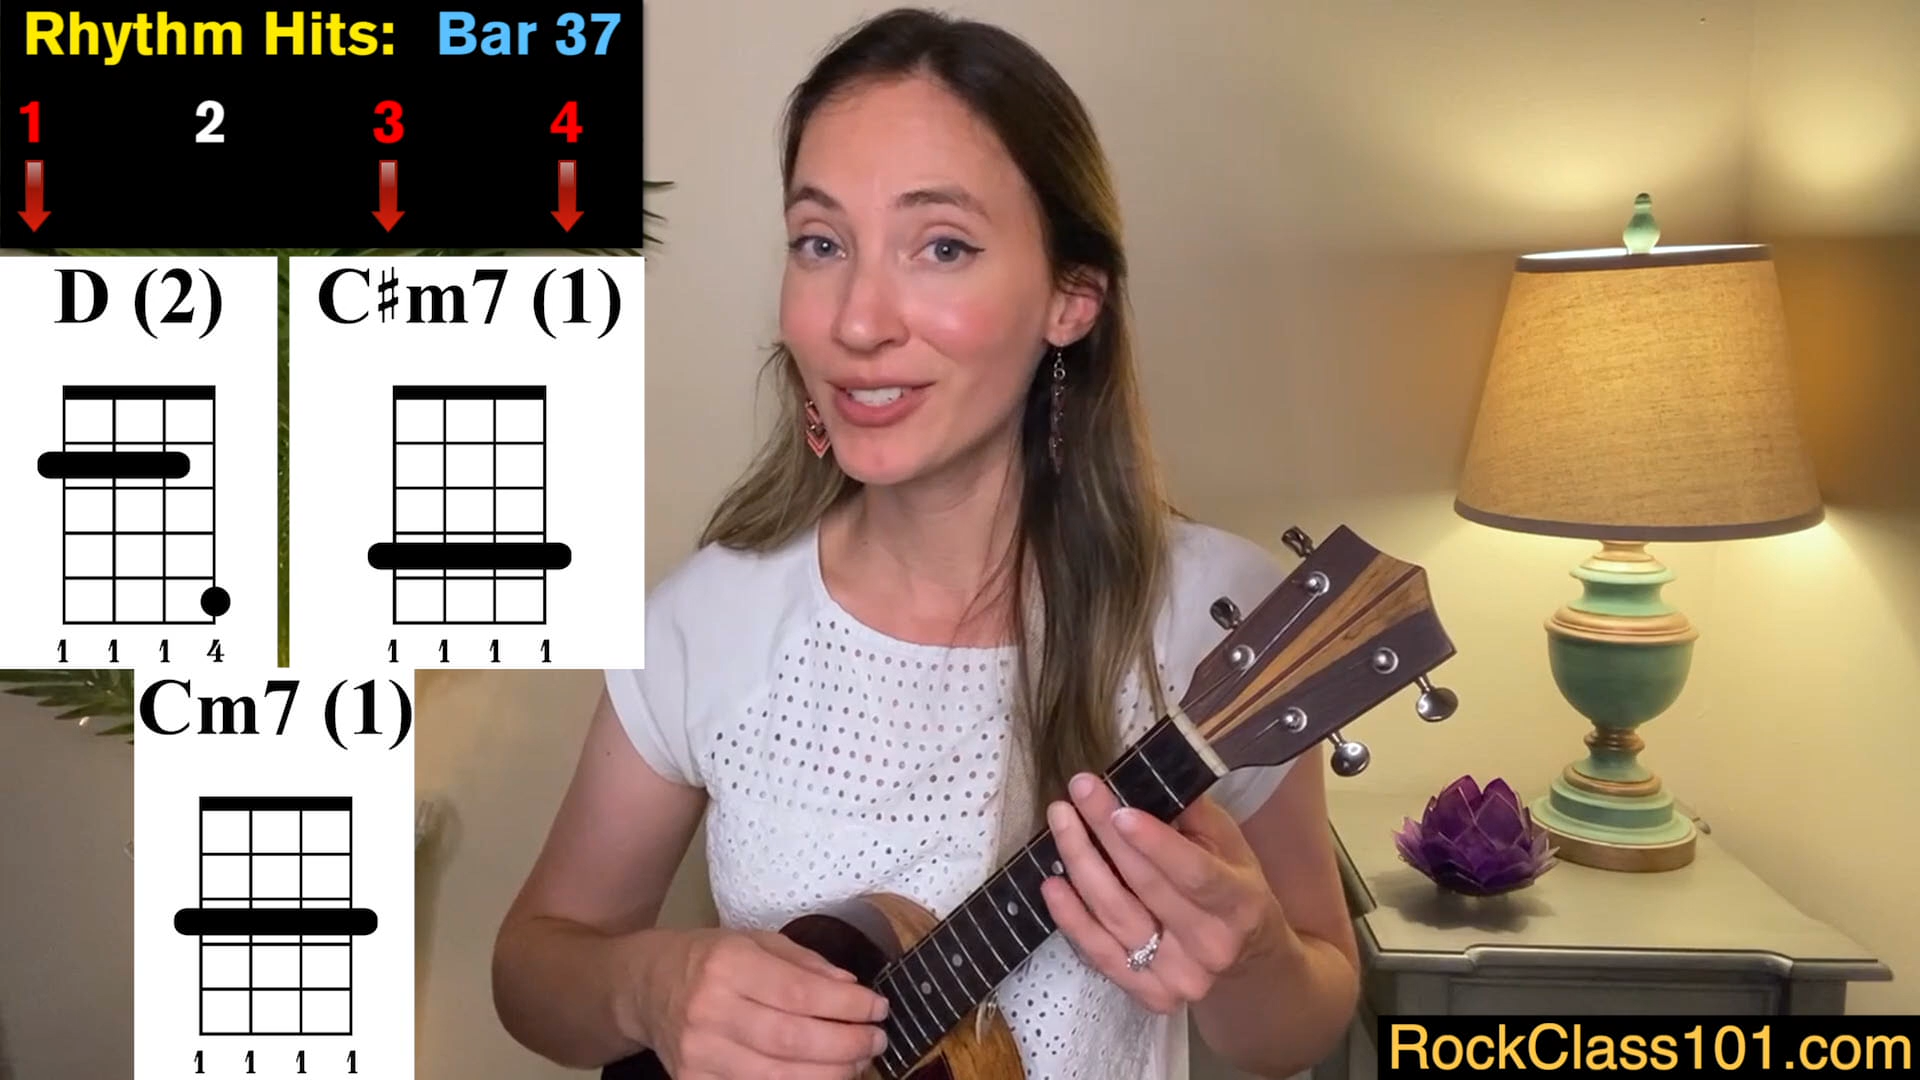 Rhythm Hits: Bar 37
1 2 3 4
D (2) C♯m7 (1)
1 1 1 4 1 1 1 1
Cm7 (1)
1 1 1 1
RockClass101.com